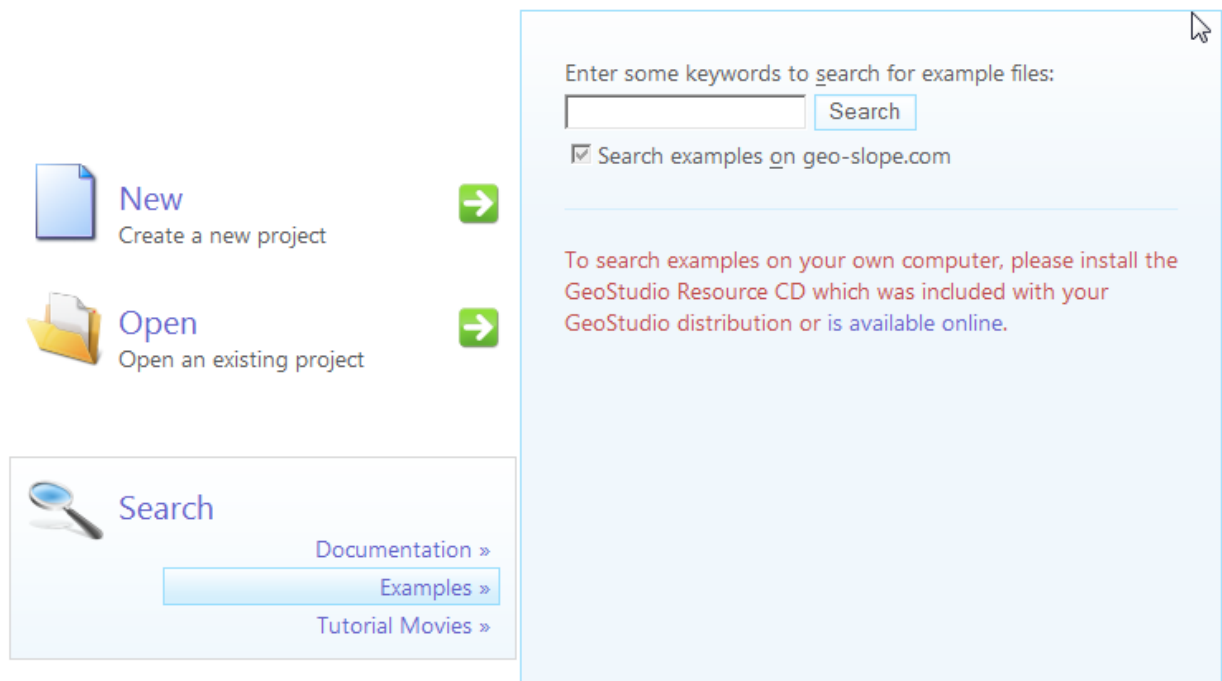 New
Create a new project
Open
Open an existing project
Search
Documentation »
Examples »
Tutorial Movies »
Enter some keywords to search for example files:
Search
Search examples on geo-slope.com
To search examples on your own computer, please install the
GeoStudio Resource CD which was included with your
GeoStudio distribution or is available online.